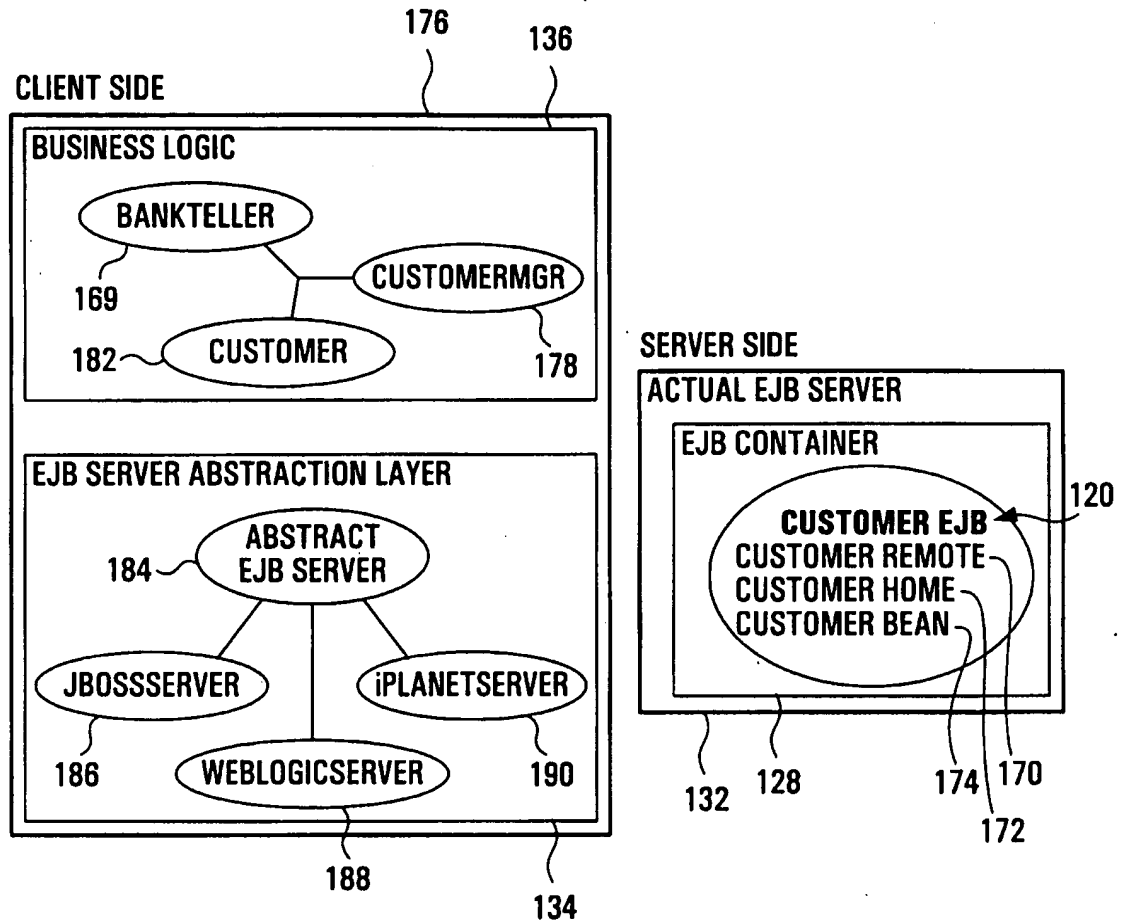 176
136
CLIENT SIDE
BUSINESS LOGIC
BANKTELLER
169
CUSTOMERMGR
182
CUSTOMER
178
EJB SERVER ABSTRACTION LAYER
184
ABSTRACT
EJB SERVER
JBOSSSERVER
iPLANETSERVER
186
WEBLOGICSERVER
190
188
134
SERVER SIDE
ACTUAL EJB SERVER
EJB CONTAINER
120
CUSTOMER EJB
CUSTOMER REMOTE
CUSTOMER HOME
CUSTOMER BEAN
132
128
174
170
172